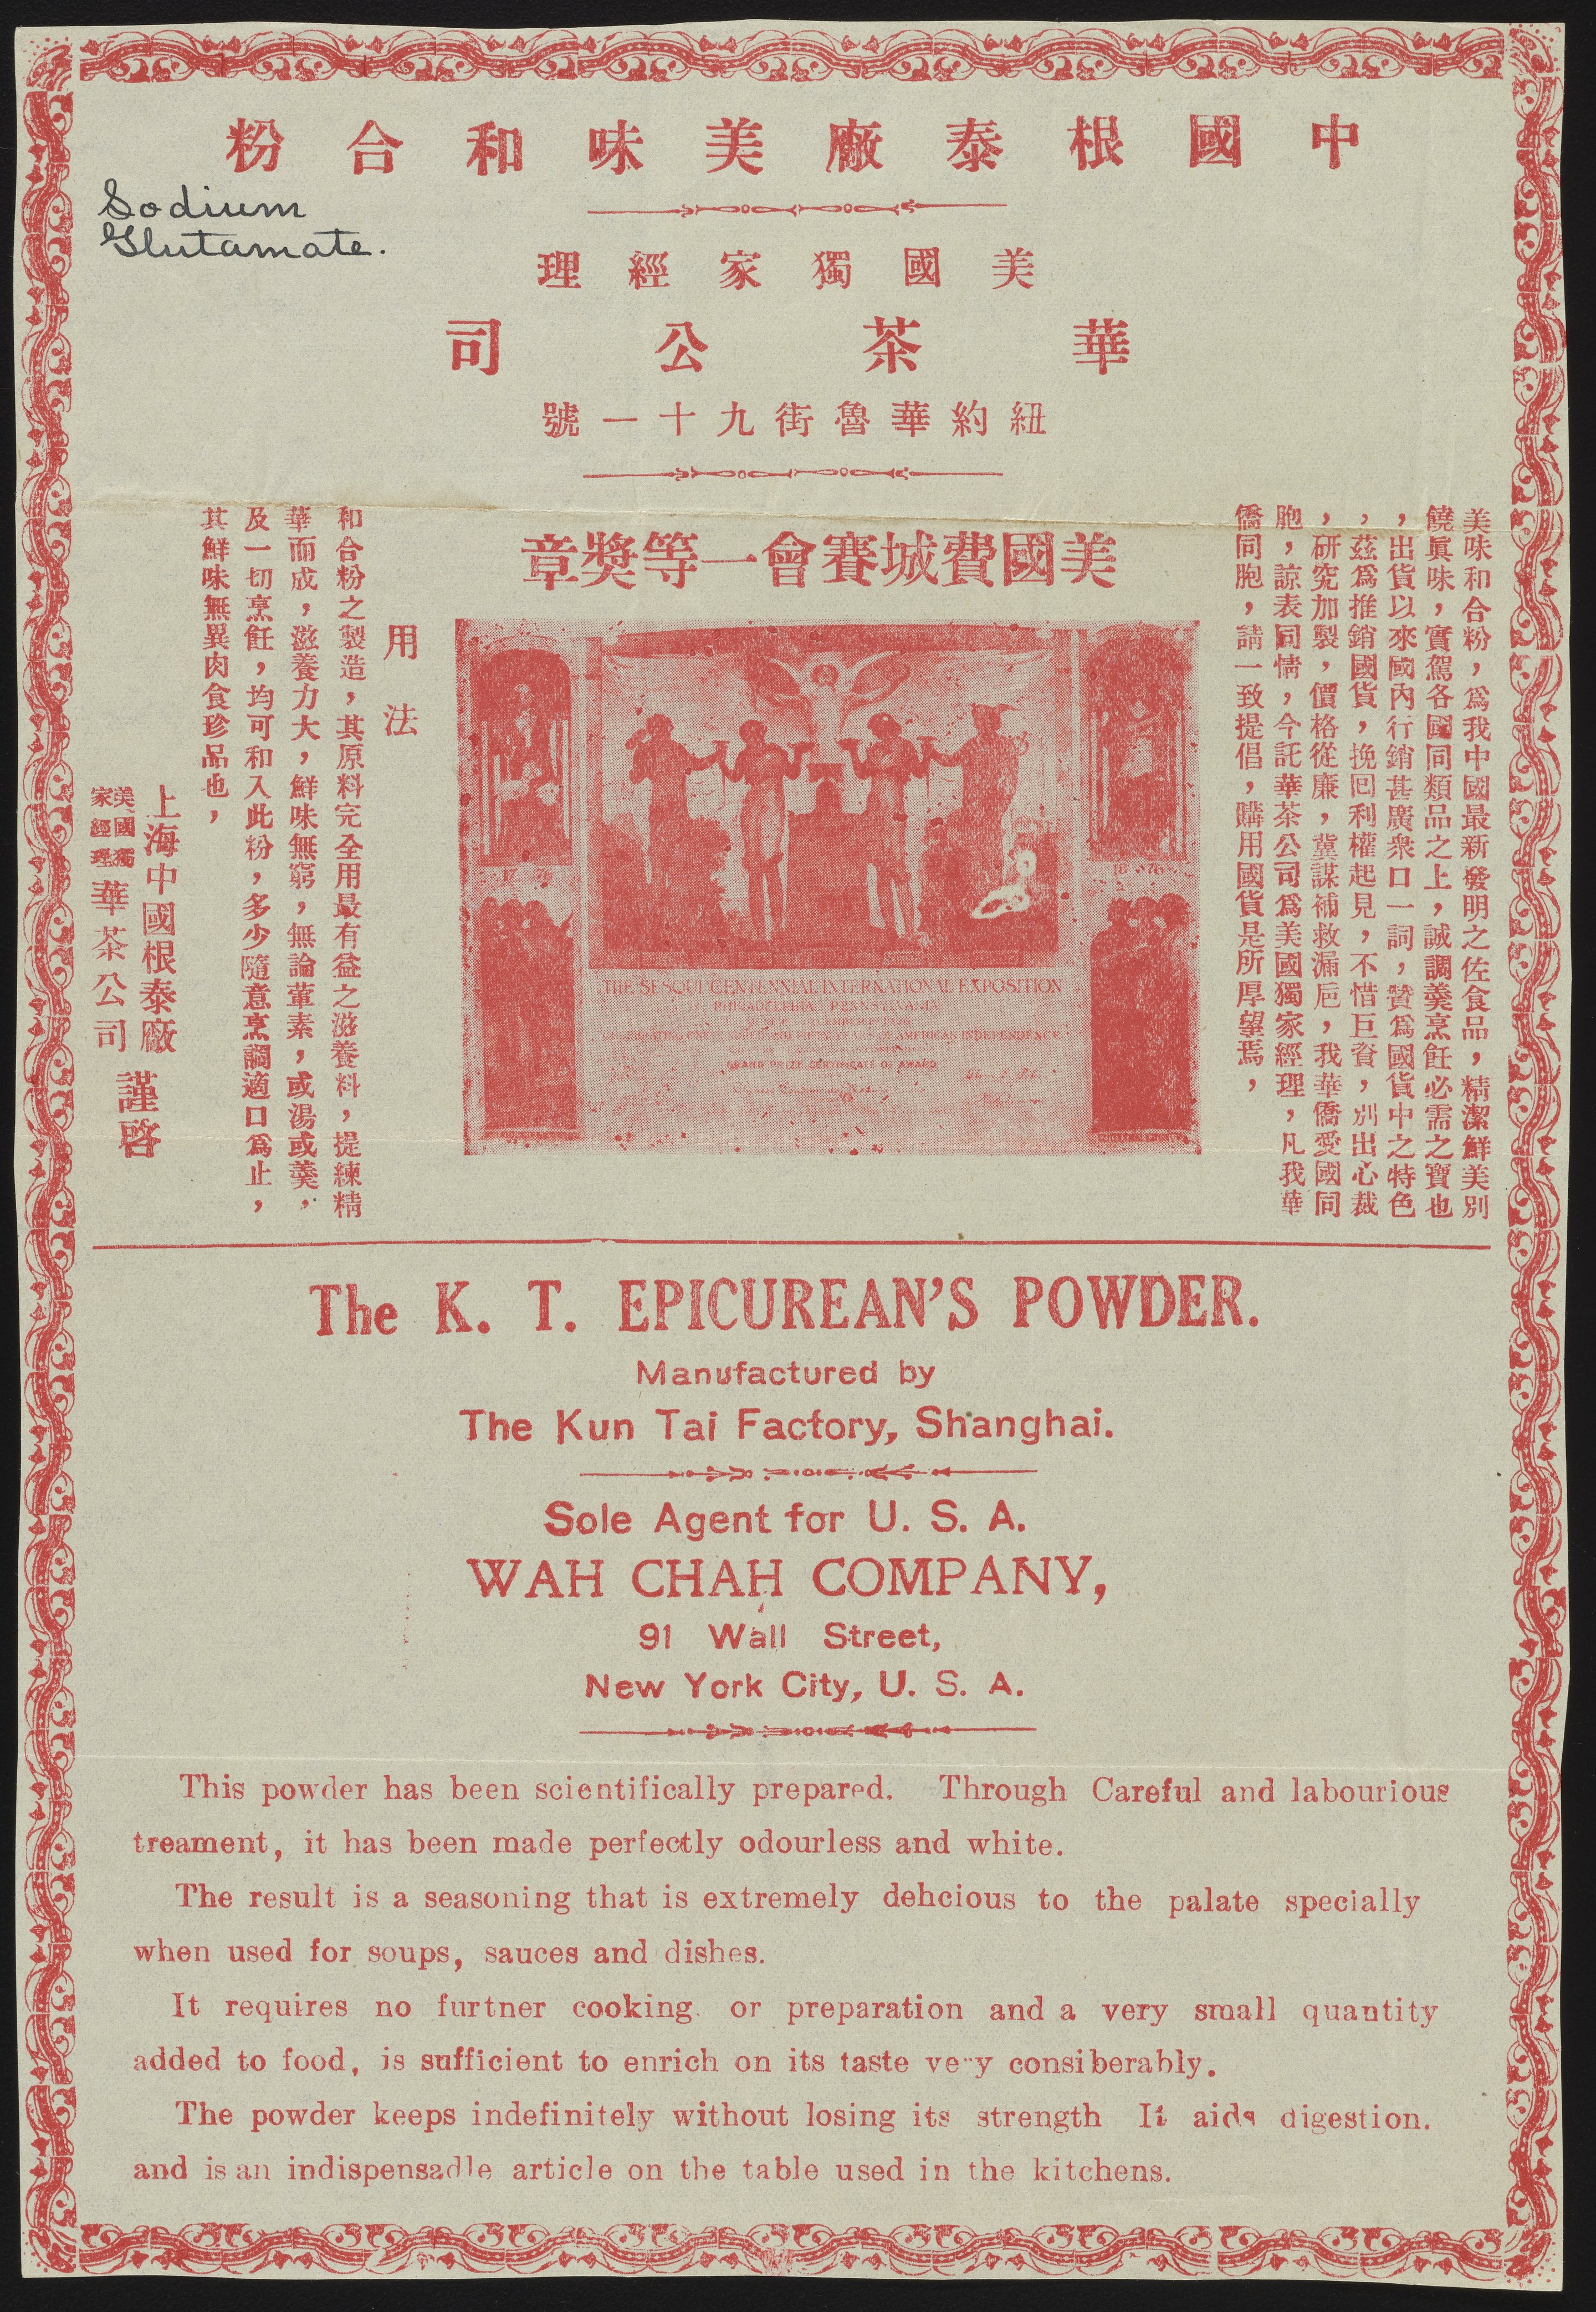 中國根泰廠美味和合粉
Sodium
Glutamate.
美國獨家經理
華茶公司
紐約華魯街九十一號
美味和合粉，爲我中國最新發明之佐食品，精潔鮮美別
饒眞味，實駕各國同類品之上，誠調羹烹飪必需之寶也
，出貨以來國內行銷甚廣衆口一詞，贊爲國貨中之特色
，茲爲推銷國貨，挽回利權起見，不惜巨資，別出心裁
，研究加製，價格從廉，冀謀補救漏巵，我華僑愛國同
胞，諒表同情，今託華茶公司爲美國獨家經理，凡我華
僑同胞，請一致提倡，購用國貨是所厚望焉，
美國費城賽會一等獎章
17 76
18 76
THE SESQUI-CENTENNIAL INTERNATIONAL EXPOSITION
PHILADELPHIA PENNSYLVANIA
OF AMERICAN INDEPENDENCE
GRAND PRIZE CERTIFICATE OF AWARD
用法
和合粉之製造，其原料完全用最有益之滋養料，提練精
華而成，滋養力大，鮮味無窮，無論葷素，或湯或羹，
及一切烹飪，均可和入此粉，多少隨意烹調適口爲止，
其鮮味無異肉食珍品也，
上海中國根泰廠
美國獨家經理 華茶公司
謹啓
The K. T. EPICUREAN'S POWDER.
Manufactured by
The Kun Tai Factory, Shanghai.
Sole Agent for U. S. A.
WAH CHAH COMPANY,
91 Wall Street,
New York City, U. S. A.
This powder has been scientifically prepared. Through Careful and labourious
treament, it has been made perfectly odourless and white.
The result is a seasoning that is extremely dehcious to the palate specially
when used for soups, sauces and dishes.
It requires no furtner cooking. or preparation and a very small quantity
added to food, is sufficient to enrich on its taste very consiberably.
The powder keeps indefinitely without losing its strength It aids digestion.
and is an indispensadle article on the table used in the kitchens.